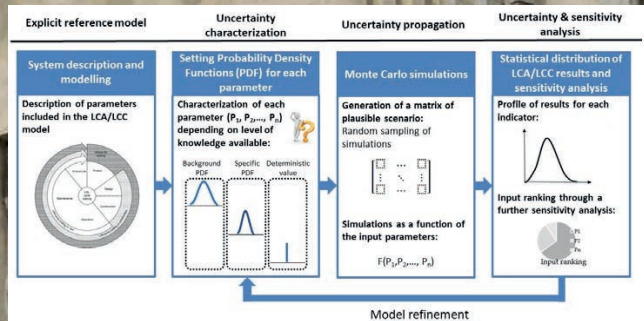 Explicit reference model
Uncertainty
characterization
Uncertainty propagation
Uncertainty & sensitivity
analysis
System description and
modelling
Description of parameters
included in the LCA/LCC
model
Setting Probability Density
Functions (PDF) for each
parameter
Characterization of each
parameter (P₁, P₂,..., Pₙ)
depending on level of
knowledge available:
Background
PDF
Specific
PDF
Deterministic
value
Monte Carlo simulations
Generation of a matrix of
plausible scenario:
Random sampling of
simulations
Simulations as a function of
the input parameters:
F(P₁,P₂,..., Pₙ)
Statistical distribution of
LCA/LCC results and
sensitivity analysis
Profile of results for each
indicator:
Input ranking through a
further sensitivity analysis:
P1
P2
Pn
Input ranking
Model refinement